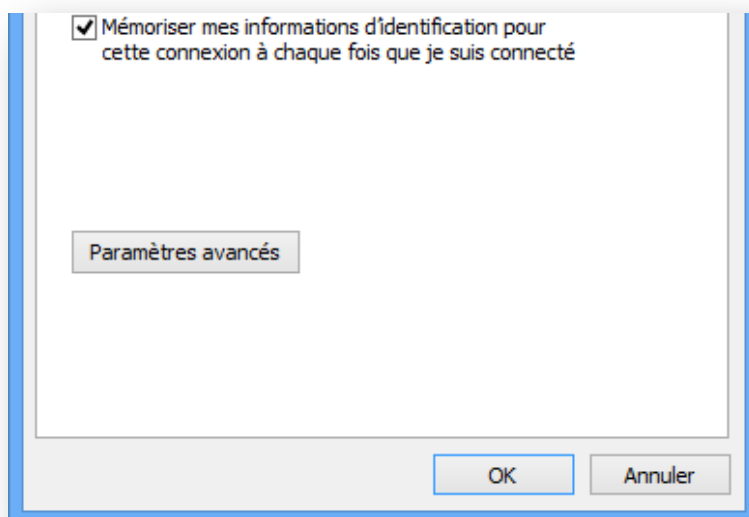 Mémoriser mes informations d'identification pour
cette connexion à chaque fois que je suis connecté
Paramètres avancés
OK
Annuler